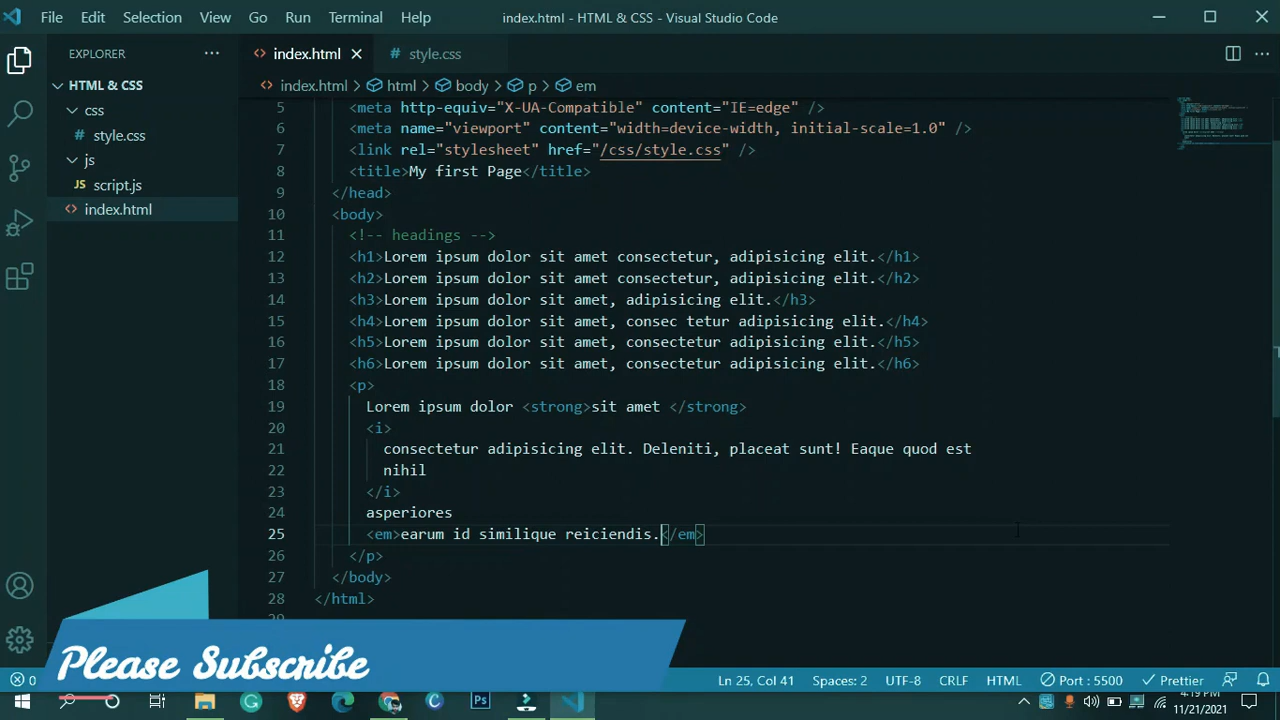 File Edit Selection View Go Run Terminal Help index.html - HTML & CSS - Visual Studio Code
EXPLORER ...
HTML & CSS
css
style.css
js
JS script.js
index.html
index.html style.css
index.html > html > body > p > em
5 <meta http-equiv="X-UA-Compatible" content="IE=edge" />
6 <meta name="viewport" content="width=device-width, initial-scale=1.0" />
7 <link rel="stylesheet" href="/css/style.css" />
8 <title>My first Page</title>
9 </head>
10 <body>
11 <!-- headings -->
12 <h1>Lorem ipsum dolor sit amet consectetur, adipisicing elit.</h1>
13 <h2>Lorem ipsum dolor sit amet consectetur, adipisicing elit.</h2>
14 <h3>Lorem ipsum dolor sit amet, adipisicing elit.</h3>
15 <h4>Lorem ipsum dolor sit amet, consec tetur adipisicing elit.</h4>
16 <h5>Lorem ipsum dolor sit amet, consectetur adipisicing elit.</h5>
17 <h6>Lorem ipsum dolor sit amet, consectetur adipisicing elit.</h6>
18 <p>
19 Lorem ipsum dolor <strong>sit amet </strong>
20 <i>
21 consectetur adipisicing elit. Deleniti, placeat sunt! Eaque quod est
22 nihil
23 </i>
24 asperiores
25 <em>earum id similique reiciendis.</em>
26 </p>
27 </body>
28 </html>
29
Please Subscribe
0 Ln 25, Col 41 Spaces: 2 UTF-8 CRLF HTML Port : 5500 Prettier
Ps
4:19 PM
11/21/2021